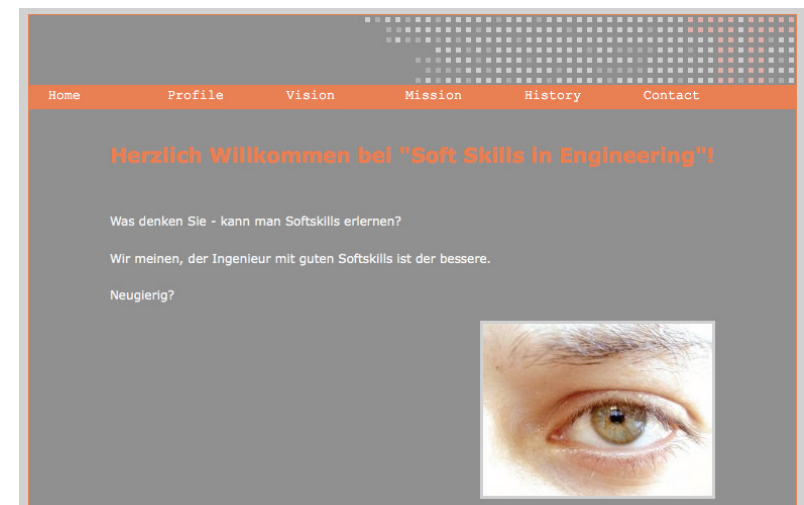 Home Profile Vision Mission History Contact
Herzlich Willkommen bei "Soft Skills in Engineering"!
Was denken Sie - kann man Softskills erlernen?
Wir meinen, der Ingenieur mit guten Softskills ist der bessere.
Neugierig?